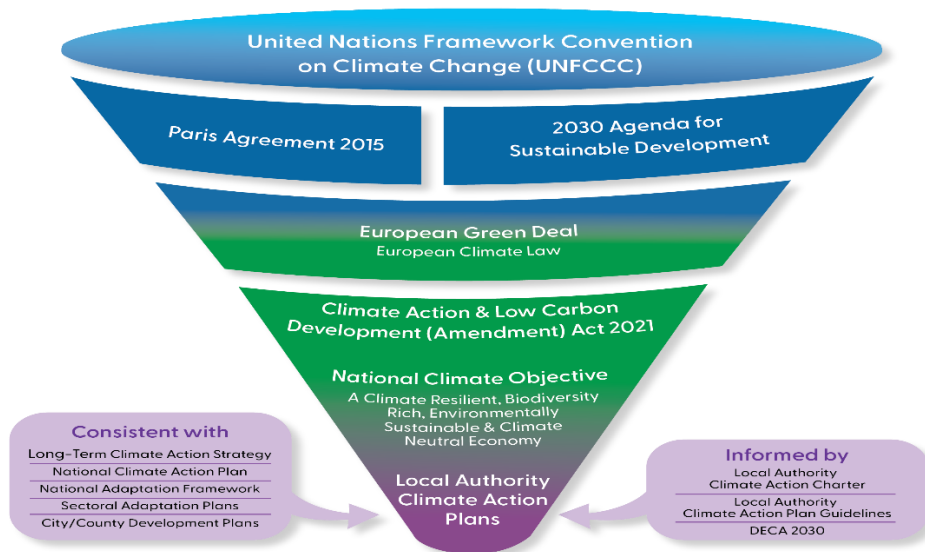 United Nations Framework Convention
on Climate Change (UNFCCC)
Paris Agreement 2015
2030 Agenda for
Sustainable Development
European Green Deal
European Climate Law
Climate Action & Low Carbon
Development (Amendment) Act 2021
National Climate Objective
A Climate Resilient, Biodiversity
Rich, Environmentally
Sustainable & Climate
Neutral Economy
Local Authority
Climate Action
Plans
Consistent with
Long-Term Climate Action Strategy
National Climate Action Plan
National Adaptation Framework
Sectoral Adaptation Plans
City/County Development Plans
Informed by
Local Authority
Climate Action Charter
Local Authority
Climate Action Plan Guidelines
DECA 2030